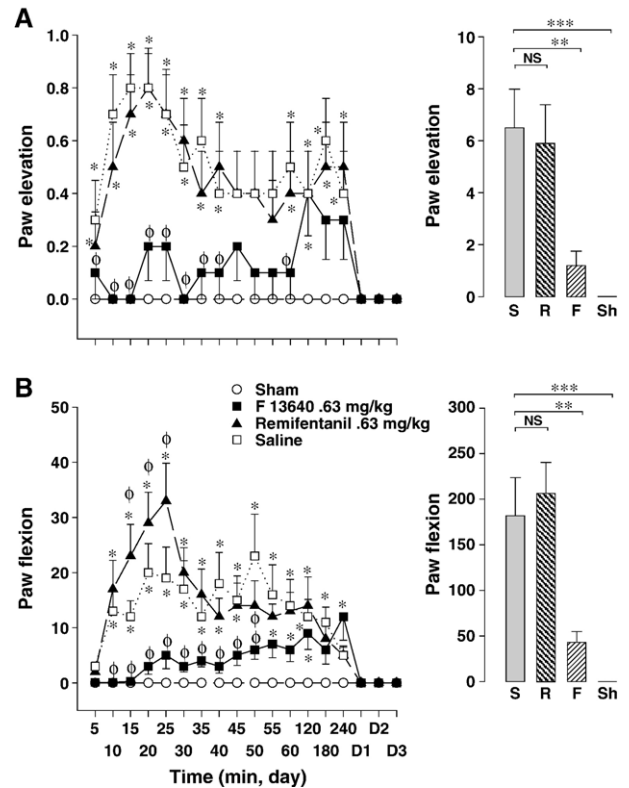 A
Paw elevation
1.0
0.8
0.6
0.4
0.2
0.0
Paw elevation
10
8
6
4
2
0
***
**
NS
S R F Sh
B
Paw flexion
50
40
30
20
10
0
Sham
F 13640 .63 mg/kg
Remifentanil .63 mg/kg
Saline
5 15 25 35 45 55 120 240 D2
10 20 30 40 50 60 180 D1 D3
Time (min, day)
Paw flexion
300
250
200
150
100
50
0
***
**
NS
S R F Sh